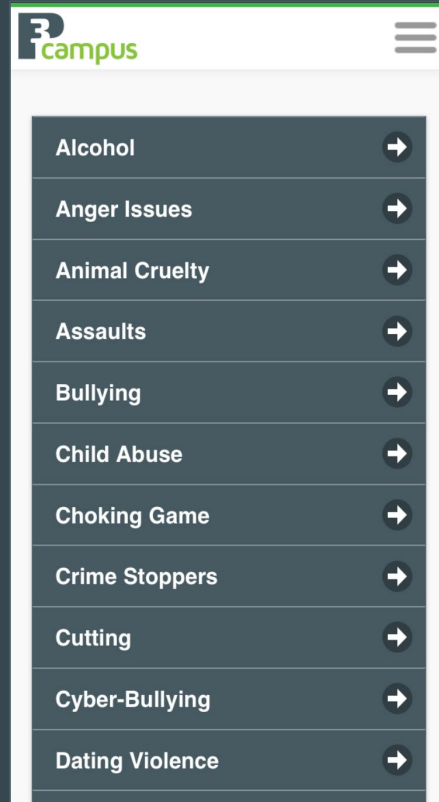 P3
campus
Alcohol
Anger Issues
Animal Cruelty
Assaults
Bullying
Child Abuse
Choking Game
Crime Stoppers
Cutting
Cyber-Bullying
Dating Violence